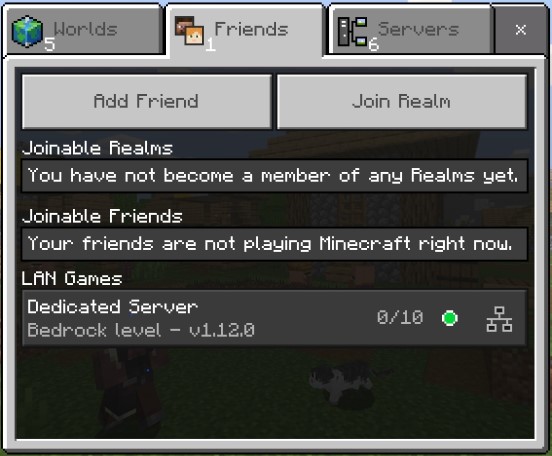 Worlds
5
Friends
1
Servers
6
Add Friend
Join Realm
Joinable Realms
You have not become a member of any Realms yet.
Joinable Friends
Your friends are not playing Minecraft right now.
LAN Games
Dedicated Server
0/10
Bedrock level - v1.12.0